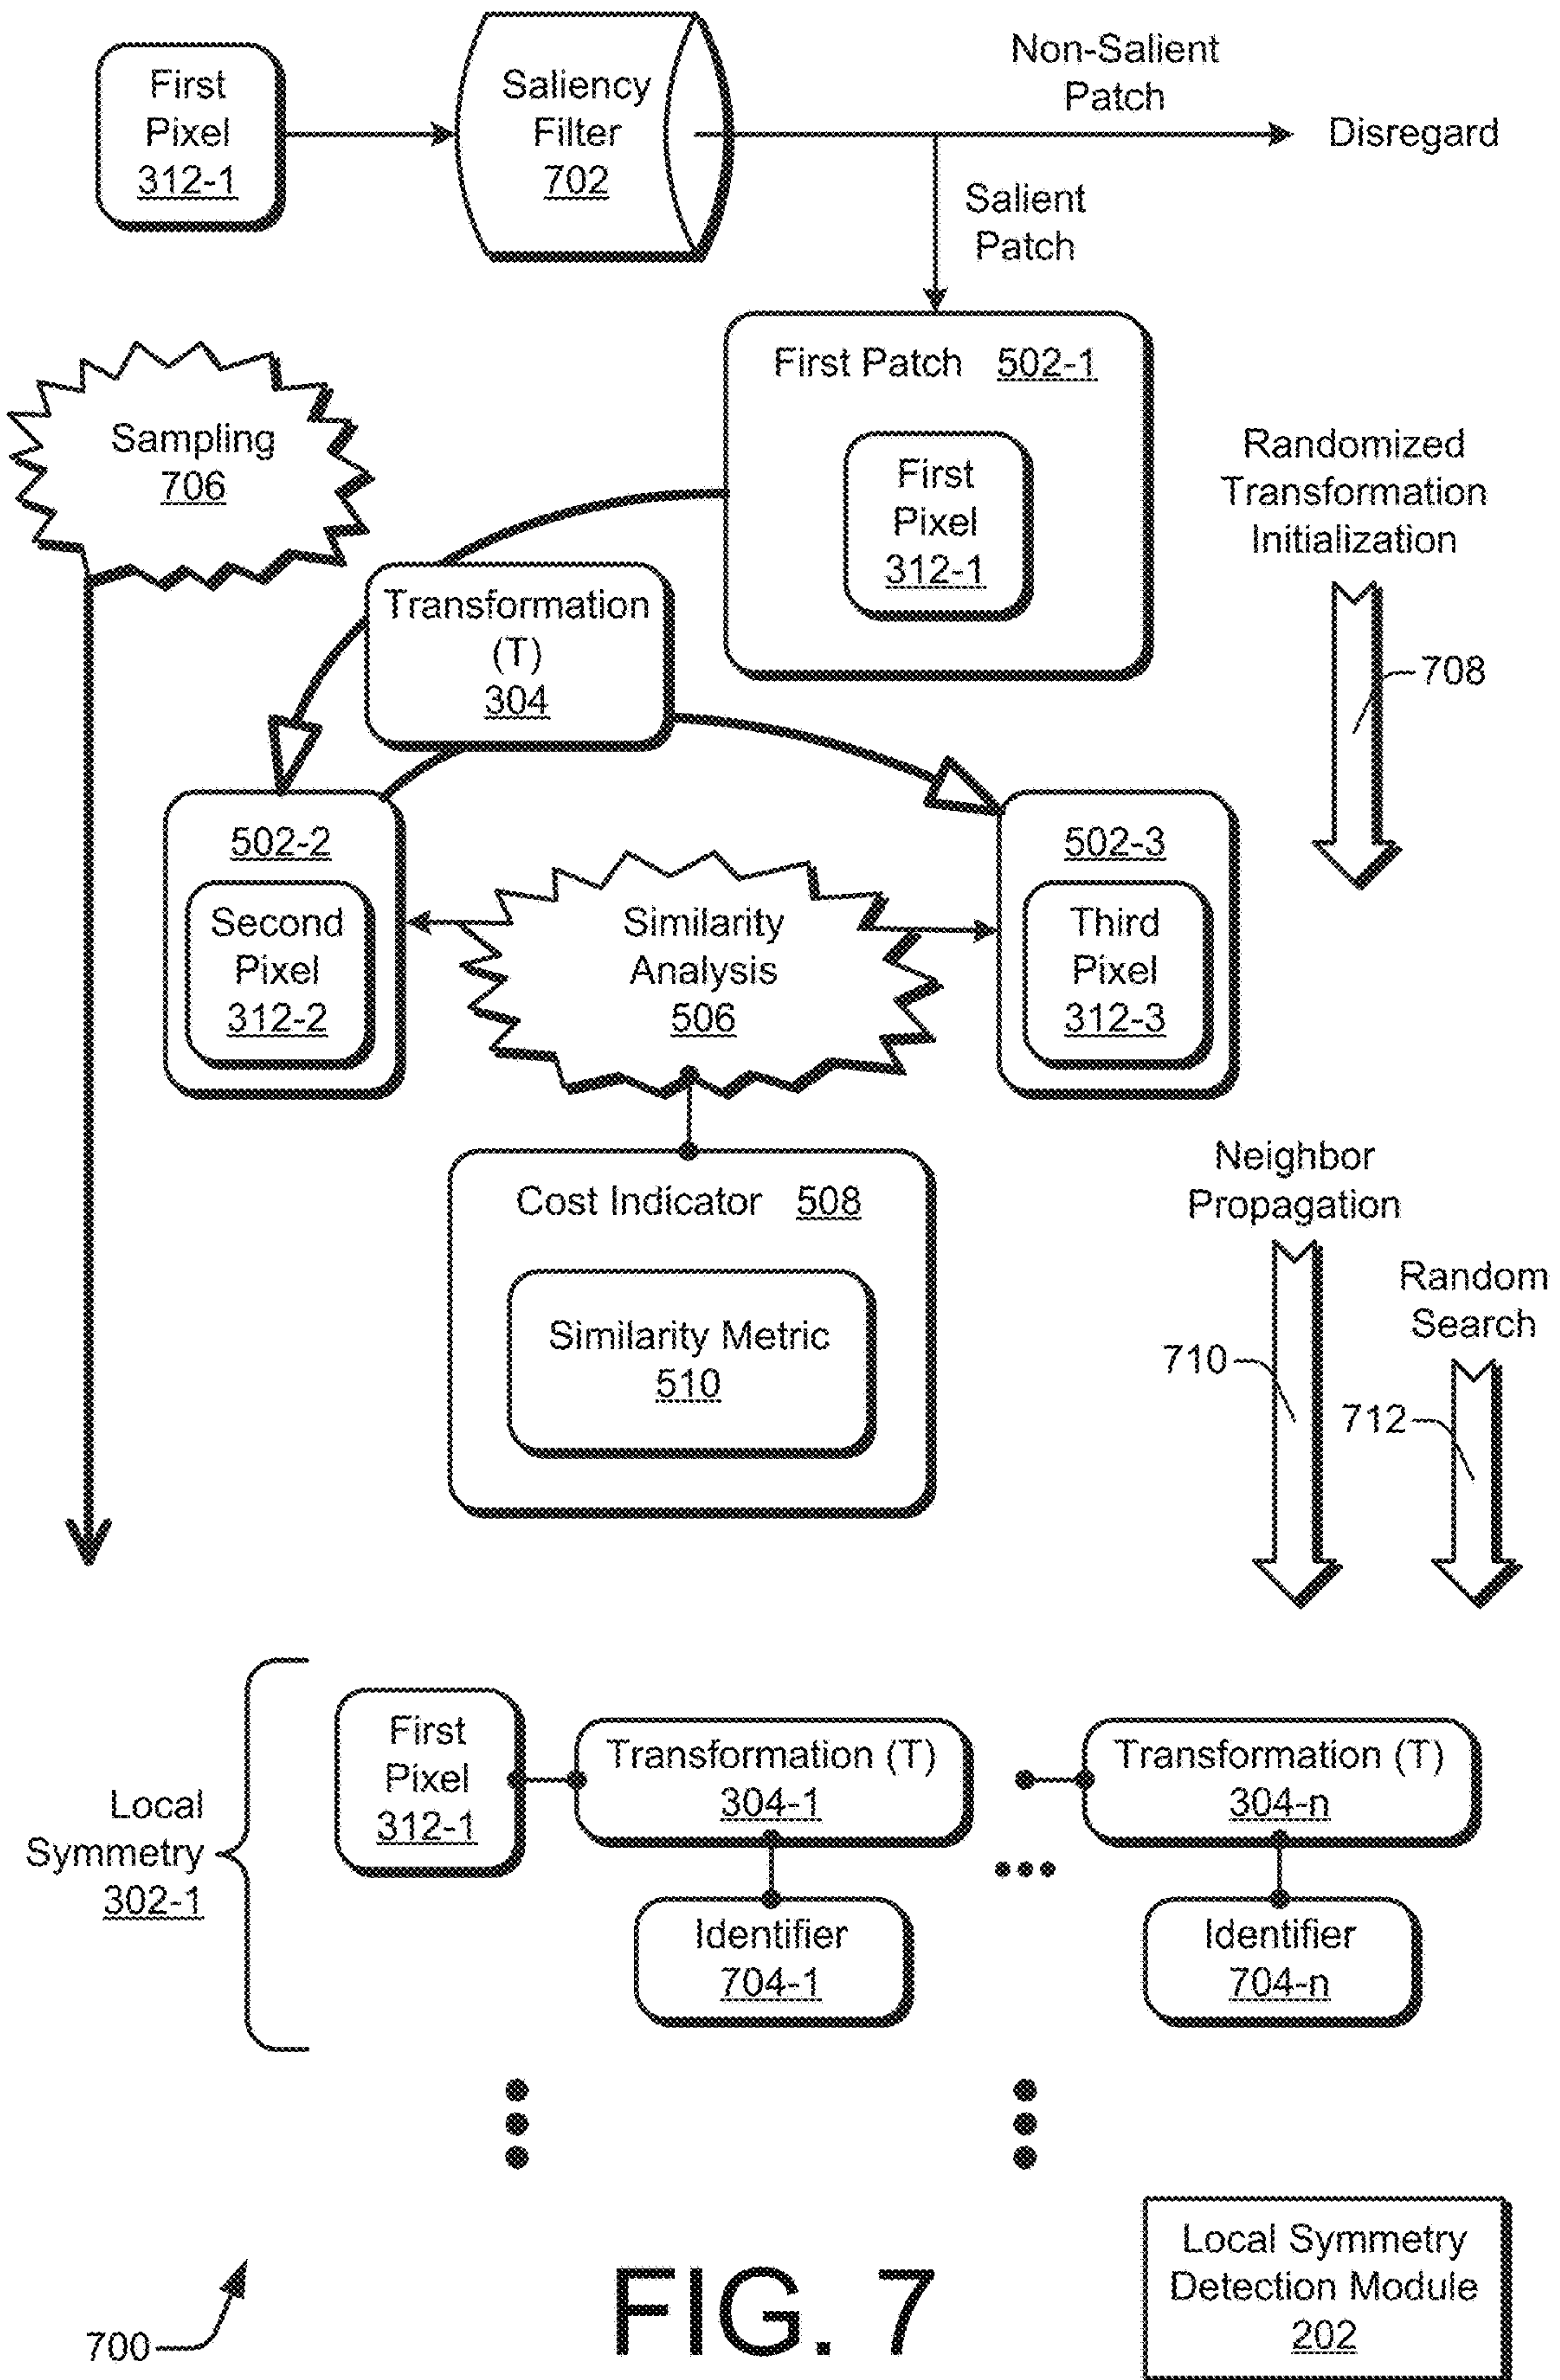 First
Pixel
312-1
Saliency
Filter
702
Non-Salient
Patch
Disregard
Salient
Patch
First Patch 502-1
First
Pixel
312-1
Sampling
706
Randomized
Transformation
Initialization
708
Transformation
(T)
304
502-2
Second
Pixel
312-2
Similarity
Analysis
506
502-3
Third
Pixel
312-3
Cost Indicator 508
Similarity Metric
510
Neighbor
Propagation
710
Random
Search
712
Local
Symmetry
302-1
First
Pixel
312-1
Transformation (T)
304-1
Identifier
704-1
...
Transformation (T)
304-n
Identifier
704-n
700
FIG. 7
Local Symmetry
Detection Module
202